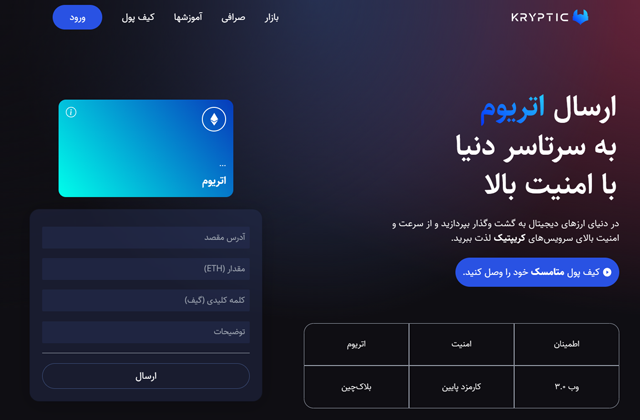 KRYPTIC
بازار
صرافی
آموزشها
کیف پول
ورود
ارسال اتریوم
به سرتاسر دنیا
با امنیت بالا
در دنیای ارزهای دیجیتال به گشت وگذار بپردازید و از سرعت و
امنیت بالای سرویس‌های کریپتیک لذت ببرید.
کیف پول متامسک خود را وصل کنید.
اطمینان
امنیت
اتریوم
وب ۳.۰
کارمزد پایین
بلاک‌چین
...
اتریوم
آدرس مقصد
مقدار (ETH)
کلمه کلیدی (گیف)
توضیحات
ارسال